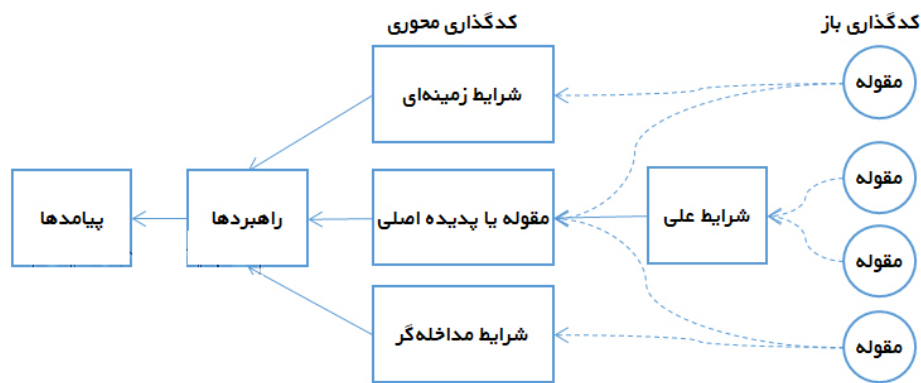 کدگذاری باز
کدگذاری محوری
مقوله
شرایط زمینه‌ای
مقوله
شرایط علی
مقوله یا پدیده اصلی
راهبردها
پیامدها
مقوله
مقوله
شرایط مداخله‌گر